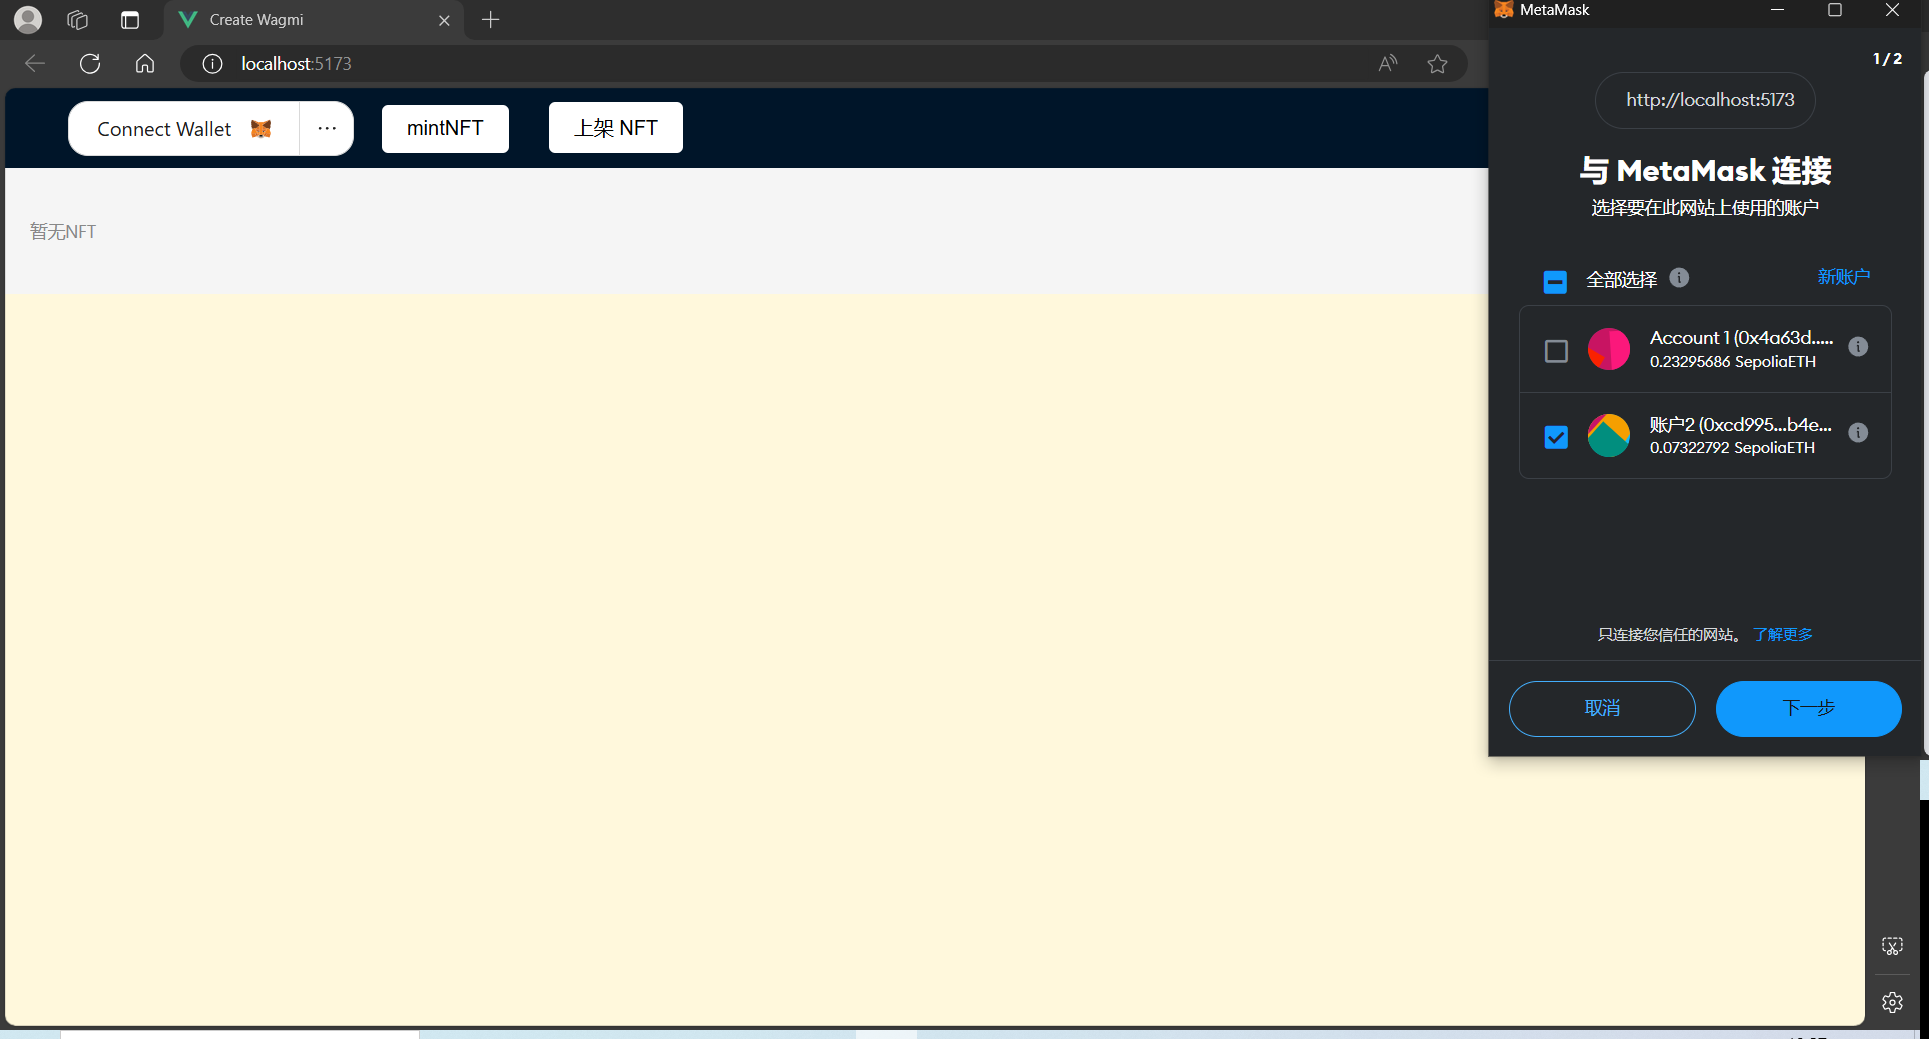 Create Wagmi
localhost:5173
Connect Wallet
mintNFT
上架 NFT
暂无NFT
MetaMask
1 / 2
http://localhost:5173
与 MetaMask 连接
选择要在此网站上使用的账户
全部选择
新账户
Account 1 (0x4a63d.....
0.23295686 SepoliaETH
账户2 (0xcd995...b4e...
0.07322792 SepoliaETH
只连接您信任的网站。 了解更多
取消
下一步